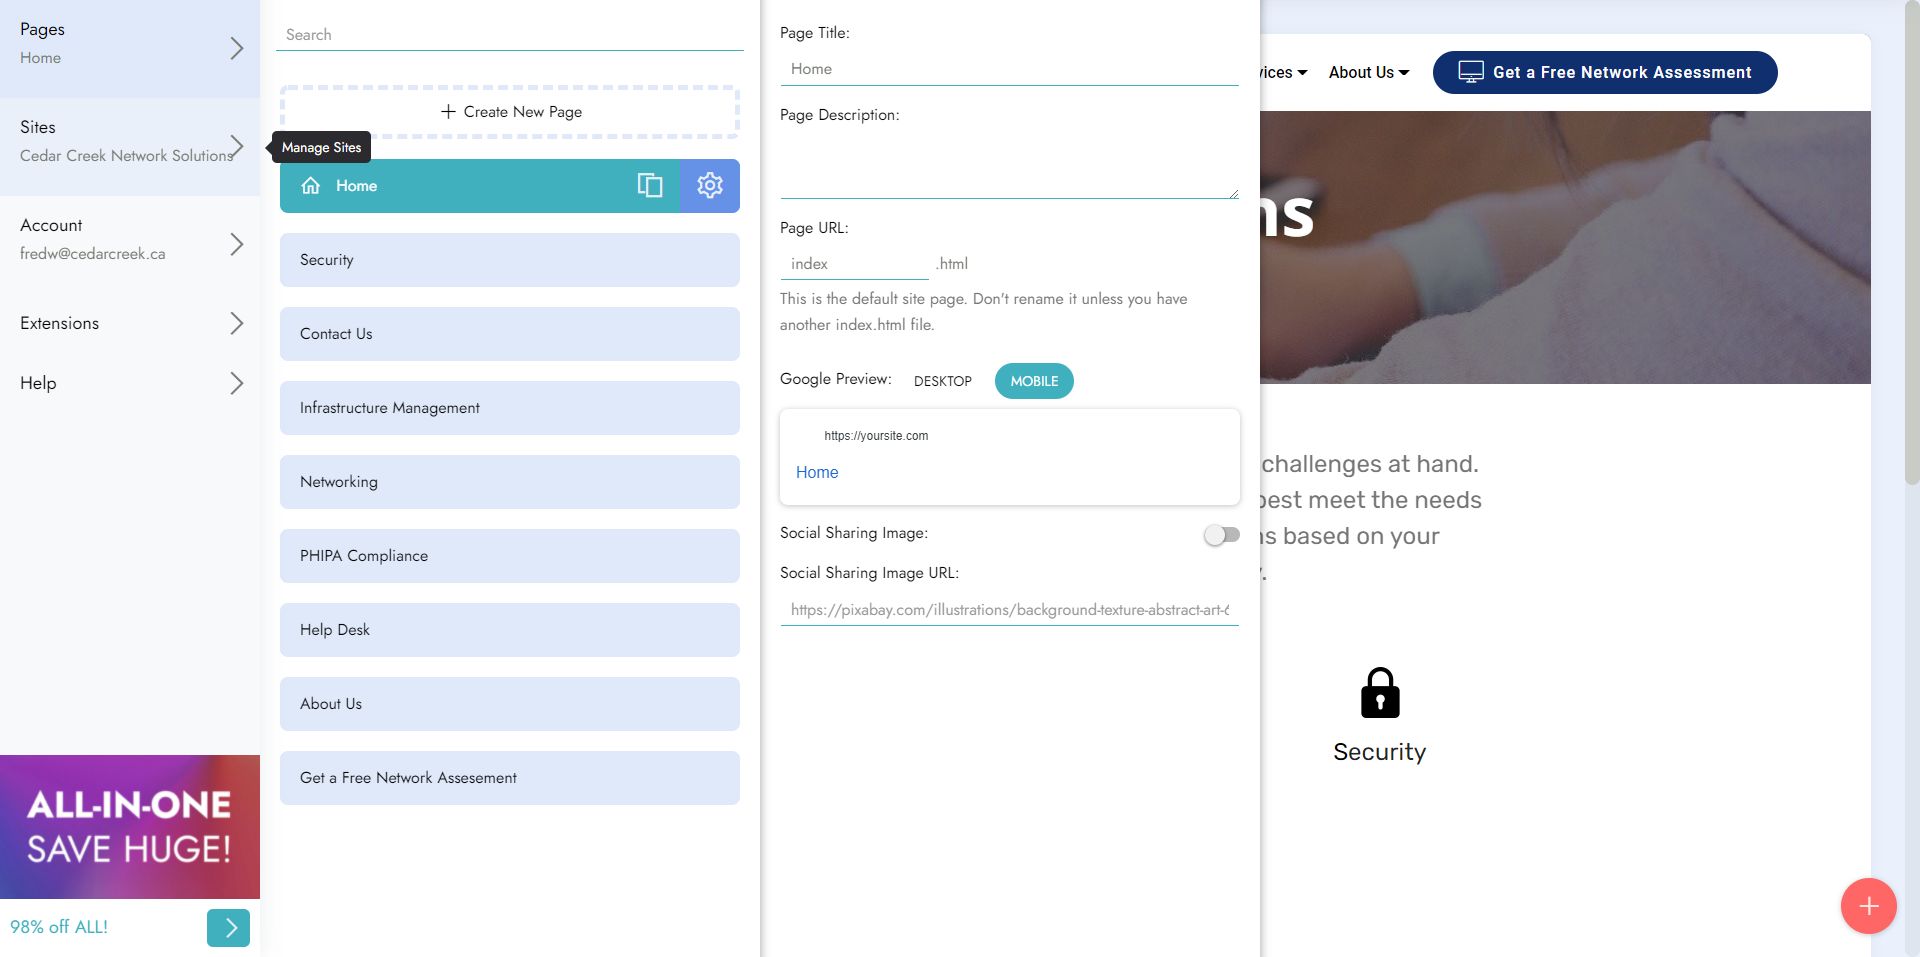 Pages
Home
Sites
Cedar Creek Network Solutions
Account
fredw@cedarcreek.ca
Extensions
Help
ALL-IN-ONE
SAVE HUGE!
98% off ALL!
Search
Create New Page
Manage Sites
Home
Security
Contact Us
Infrastructure Management
Networking
PHIPA Compliance
Help Desk
About Us
Get a Free Network Assesement
Page Title:
Home
Page Description:
Page URL:
index .html
This is the default site page. Don't rename it unless you have
another index.html file.
Google Preview: DESKTOP MOBILE
https://yoursite.com
Home
Social Sharing Image:
Social Sharing Image URL:
https://pixabay.com/illustrations/background-texture-abstract-art-
About Us Get a Free Network Assessment
challenges at hand.
best meet the needs
based on your
Security